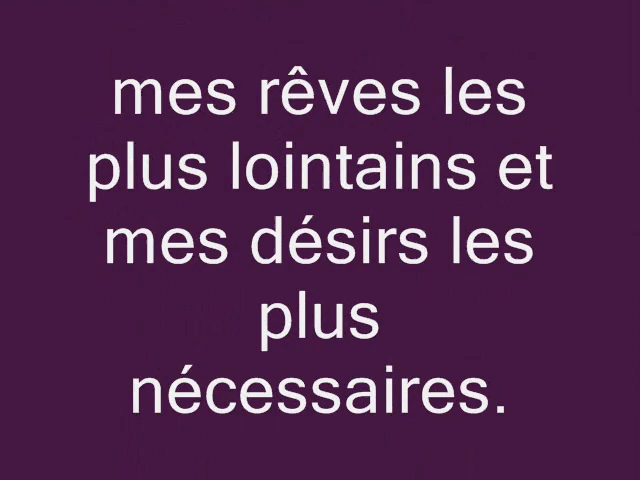 mes rêves les
plus lointains et
mes désirs les
plus
nécessaires.